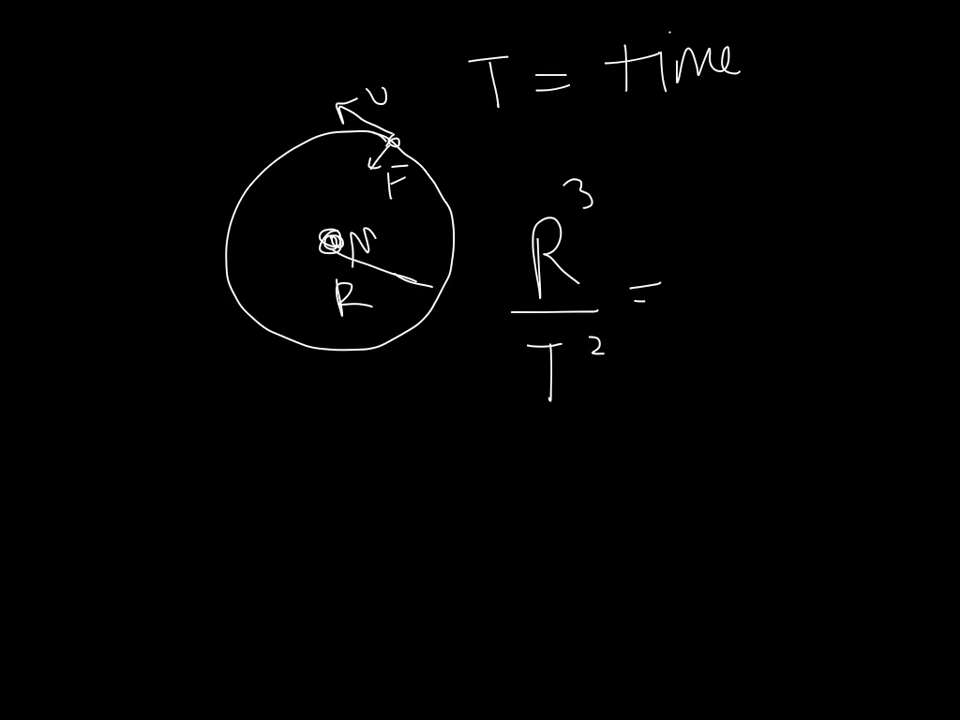 T = time
U
F
M
R
R³
T²
=